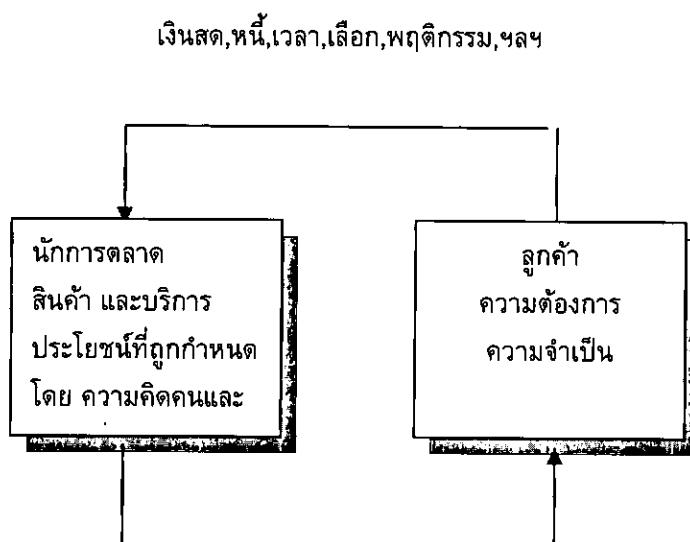 เงินสด,หนี้,เวลา,เลือก,พฤติกรรม,ฯลฯ
นักการตลาด
สินค้า และบริการ
ประโยชน์ที่ถูกกำหนด
โดย ความคิดคนและ
ลูกค้า
ความต้องการ
ความจำเป็น